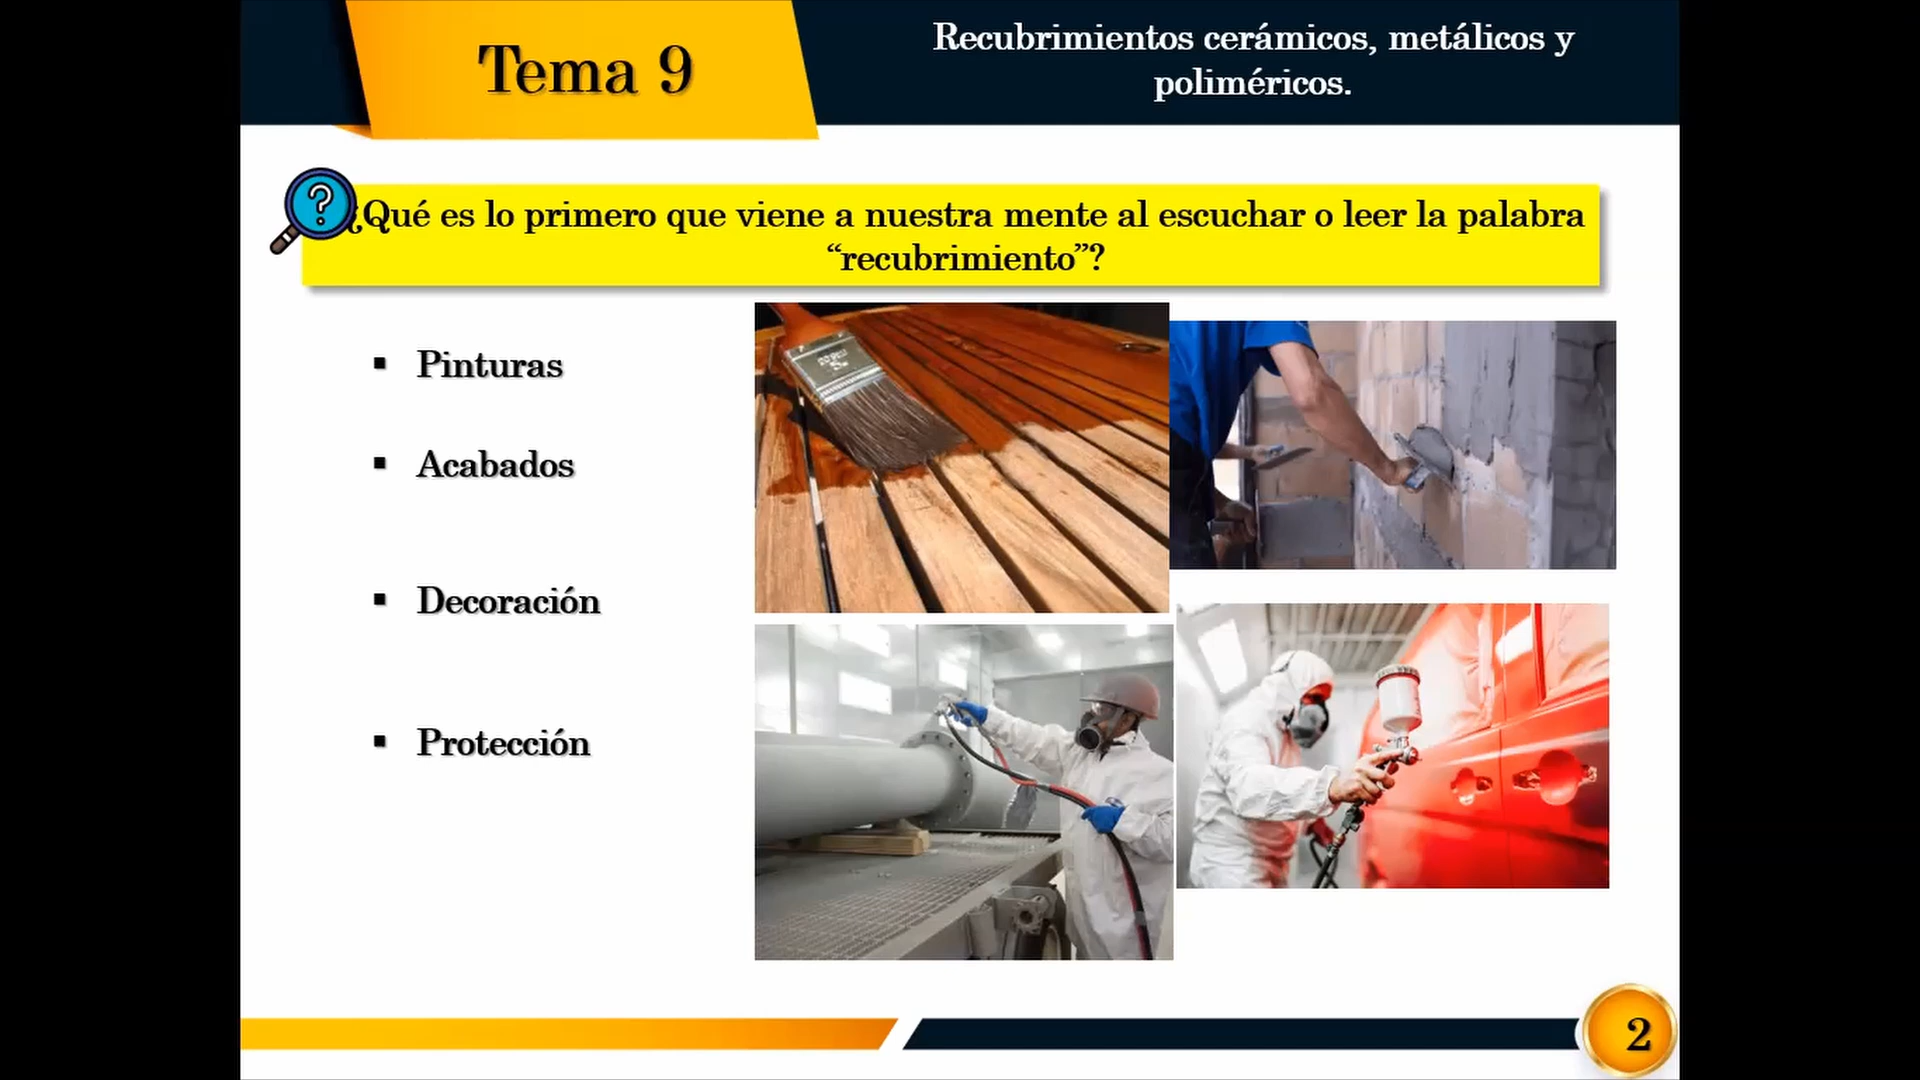 Tema 9
Recubrimientos cerámicos, metálicos y
poliméricos.
¿Qué es lo primero que viene a nuestra mente al escuchar o leer la palabra
“recubrimiento”?
▪ Pinturas
▪ Acabados
▪ Decoración
▪ Protección
2